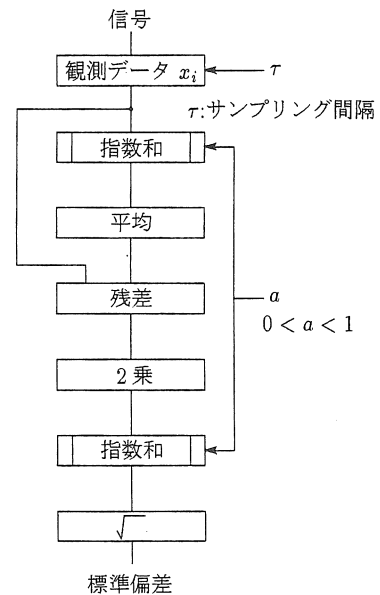 信号
観測データ x_i
τ
τ:サンプリング間隔
指数和
平均
残差
a
0 < a < 1
2乗
指数和
√
標準偏差